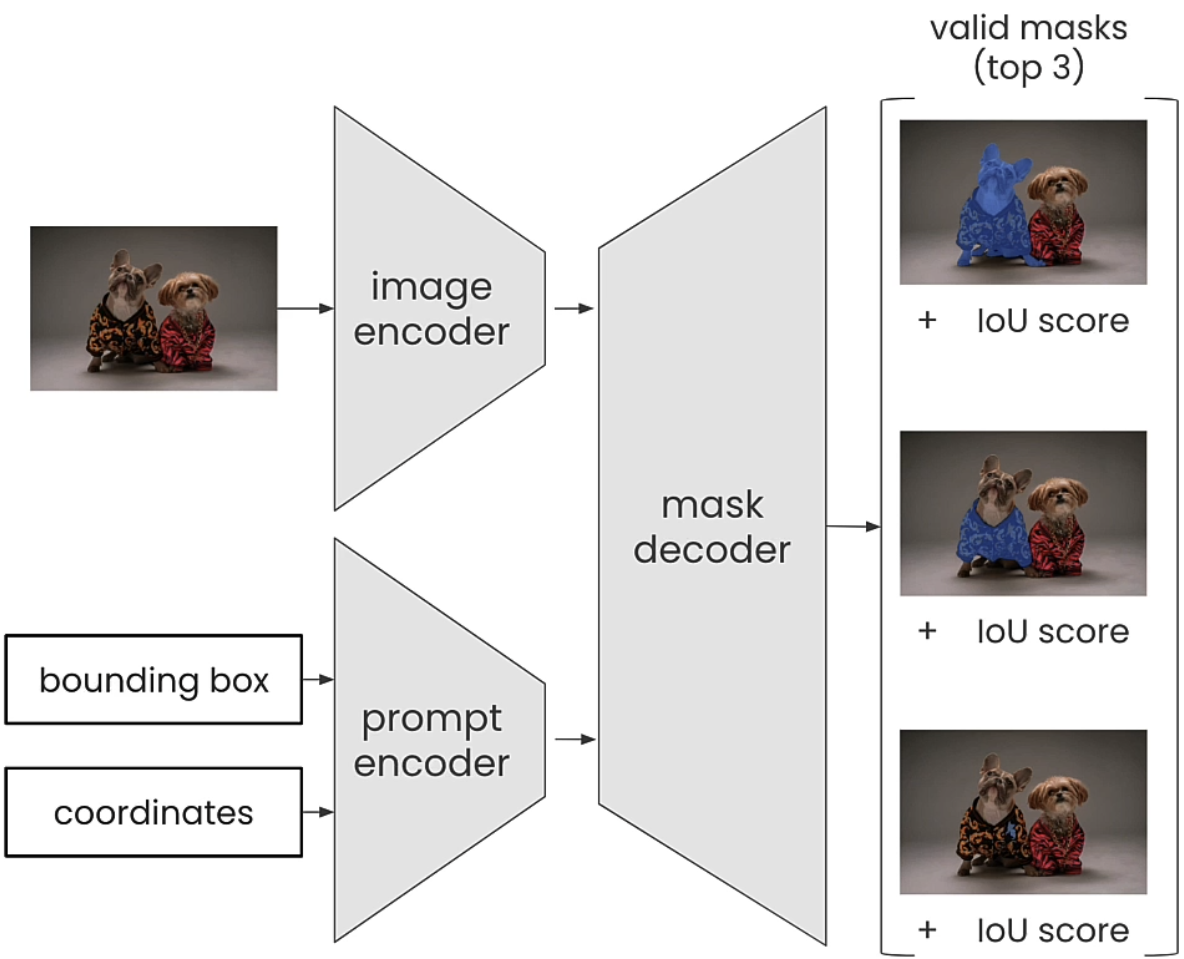 valid masks
(top 3)
image
encoder
+ IoU score
mask
decoder
+ IoU score
bounding box
prompt
encoder
coordinates
+ IoU score